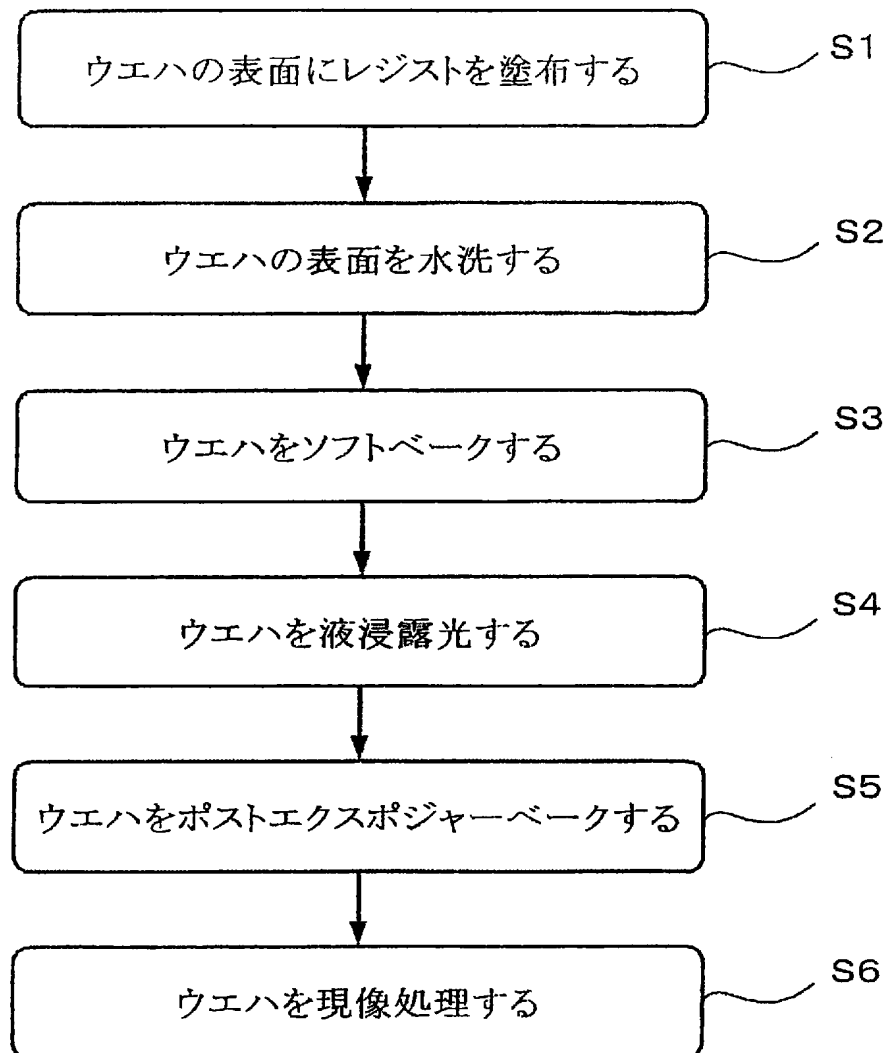 ウエハの表面にレジストを塗布する
S1
ウエハの表面を水洗する
S2
ウエハをソフトベークする
S3
ウエハを液浸露光する
S4
ウエハをポストエクスポジャーベークする
S5
ウエハを現像処理する
S6